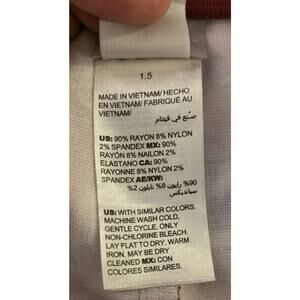 1.5
MADE IN VIETNAM/ HECHO
EN VIETNAM/ FABRIQUÉ AU
VIETNAM/
صنع في فيتنام
US: 90% RAYON 8% NYLON
2% SPANDEX MX: 90%
RAYÓN 8% NAILON 2%
ELASTANO CA: 90%
RAYONNE 8% NYLON 2%
SPANDEX AE/KW:
90% رايون 8% نايلون 2%
سبانديكس
US: WITH SIMILAR COLORS.
MACHINE WASH COLD,
GENTLE CYCLE. ONLY
NON-CHLORINE BLEACH.
LAY FLAT TO DRY. WARM
IRON. MAY BE DRY
CLEANED MX: CON
COLORES SIMILARES.